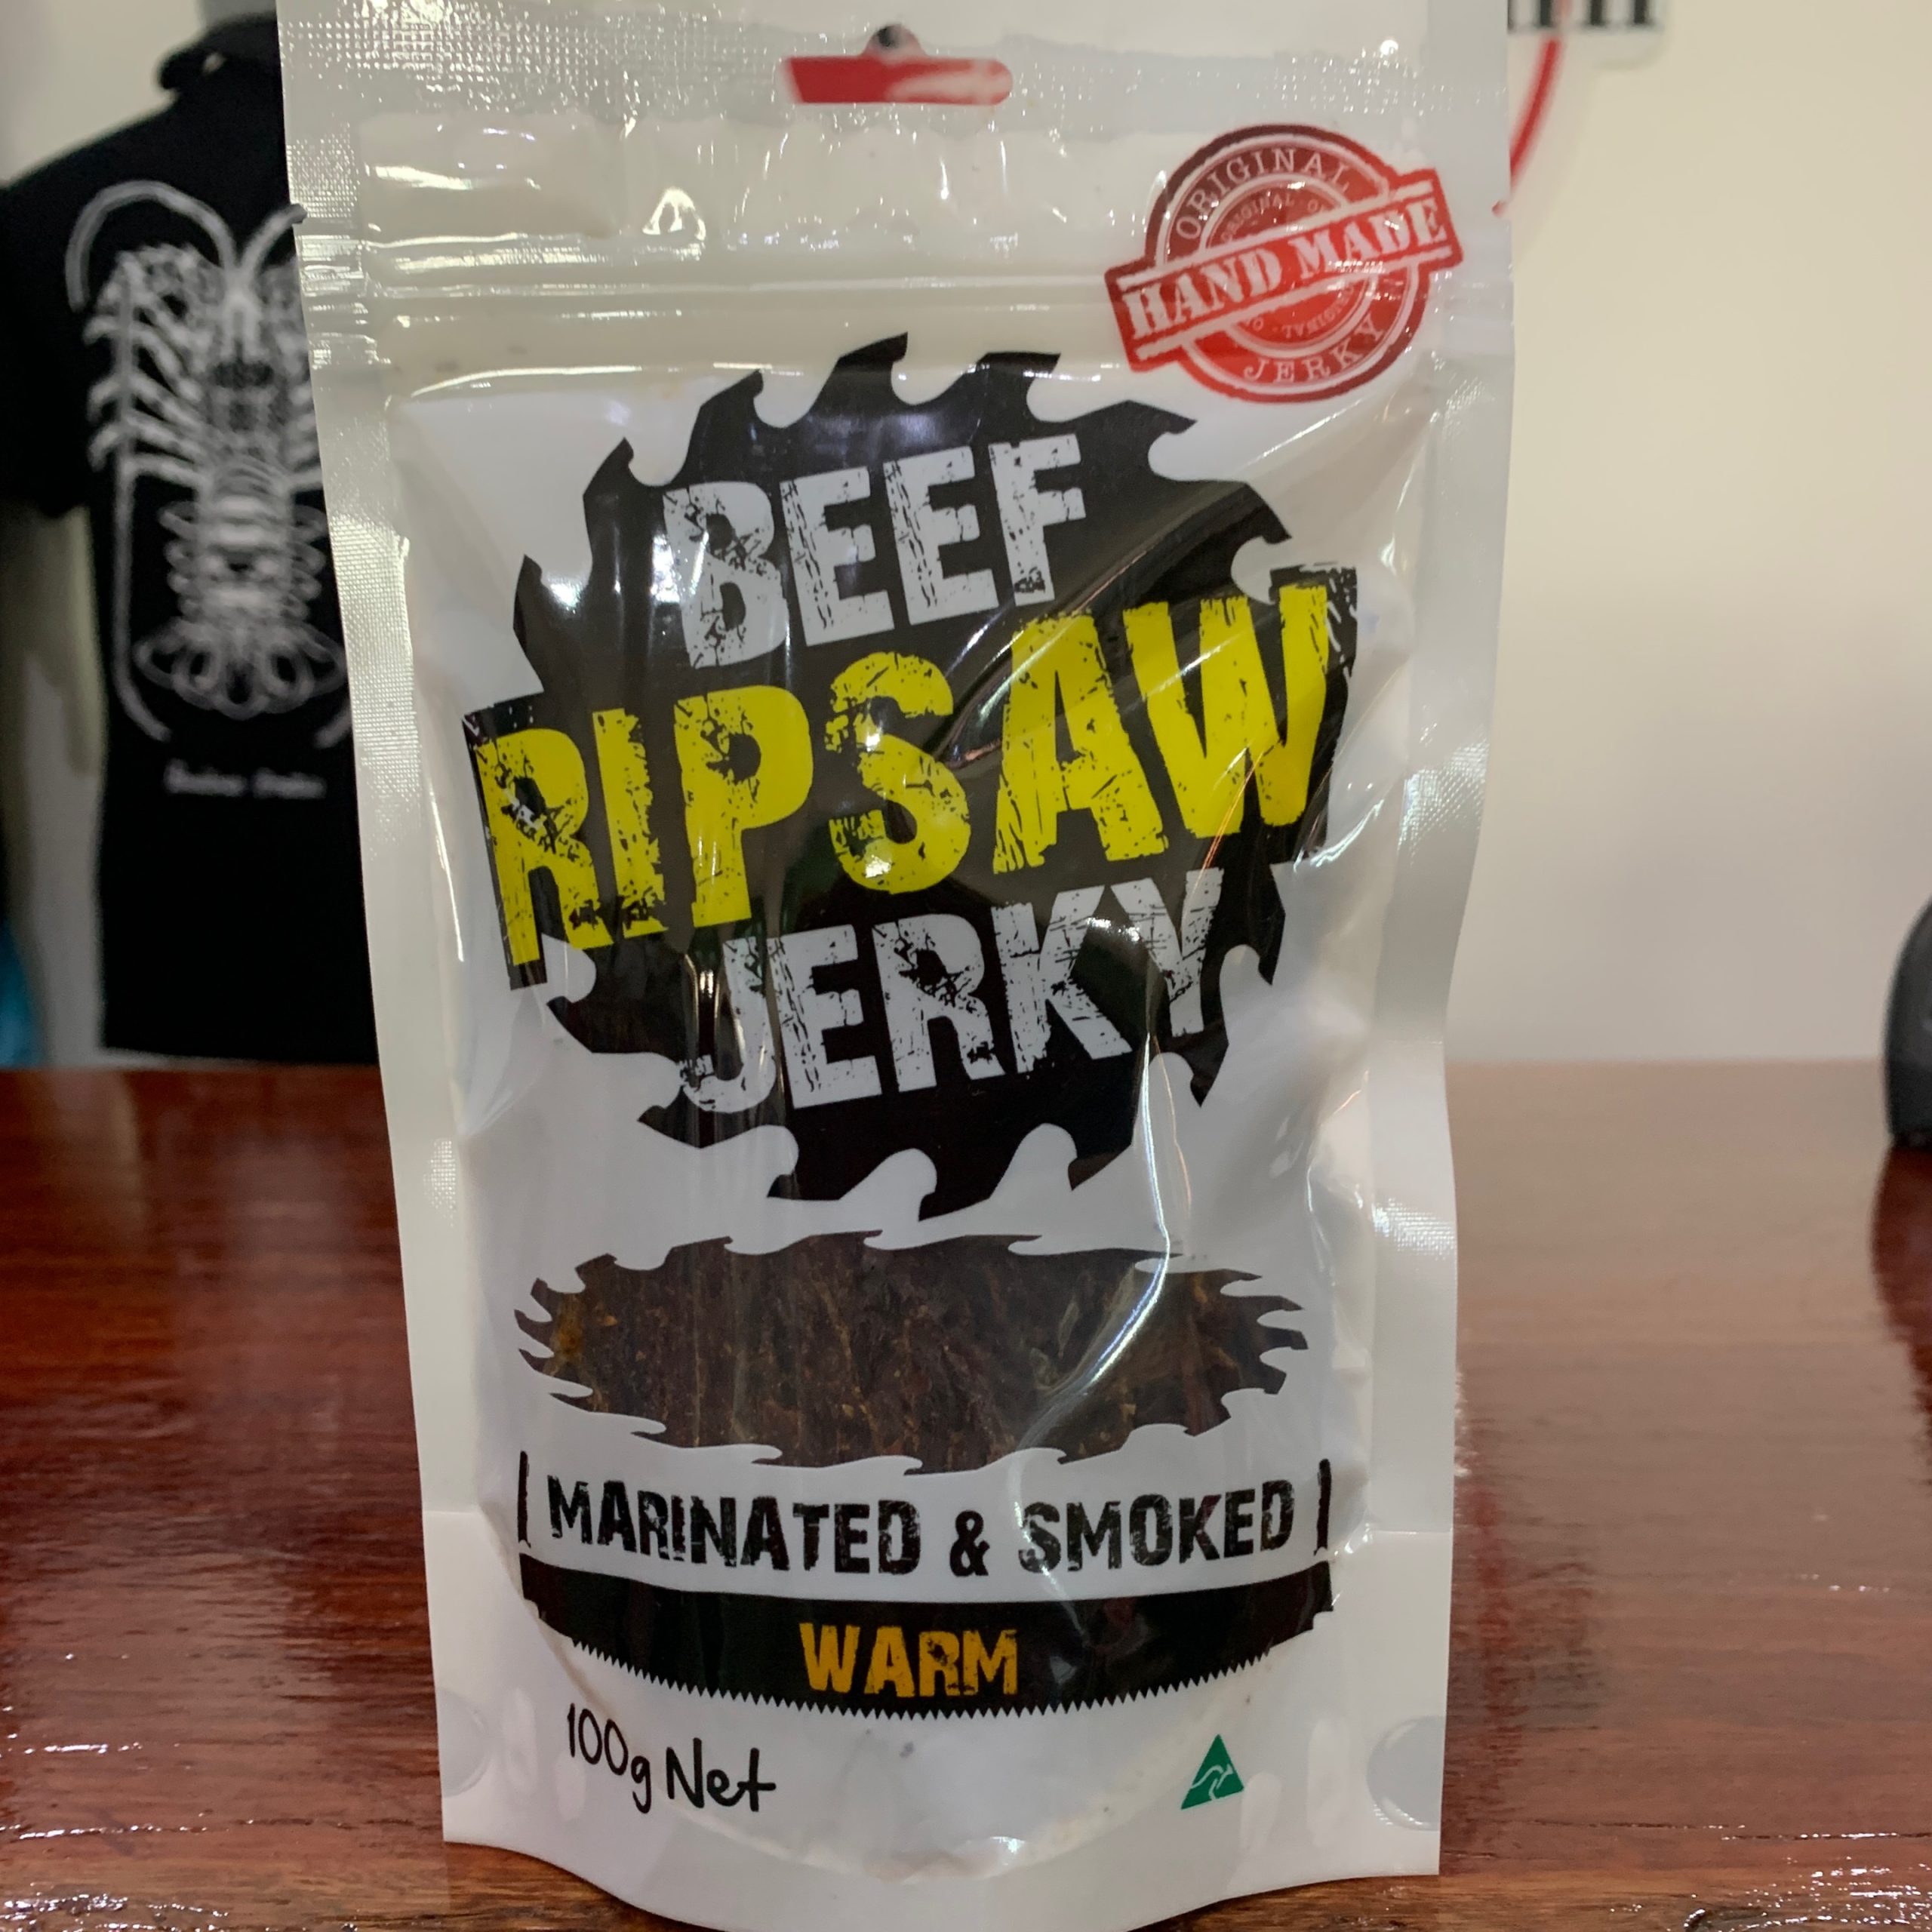 ORIGINAL
HAND MADE
JERKY
BEEF
RIPSAW
JERKY
MARINATED & SMOKED
WARM
100g Net